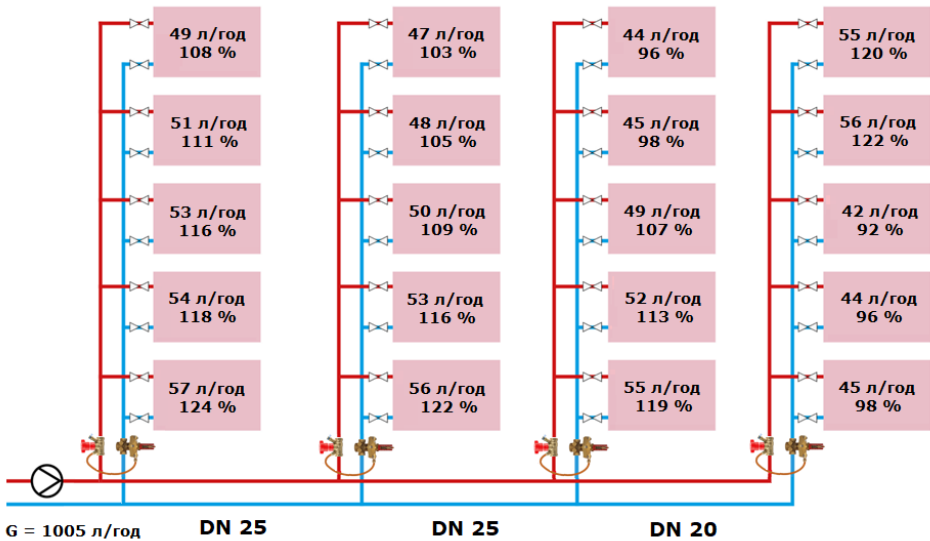 49 л/год
108 %
47 л/год
103 %
44 л/год
96 %
55 л/год
120 %
51 л/год
111 %
48 л/год
105 %
45 л/год
98 %
56 л/год
122 %
53 л/год
116 %
50 л/год
109 %
49 л/год
107 %
42 л/год
92 %
54 л/год
118 %
53 л/год
116 %
52 л/год
113 %
44 л/год
96 %
57 л/год
124 %
56 л/год
122 %
55 л/год
119 %
45 л/год
98 %
G = 1005 л/год
DN 25
DN 25
DN 20